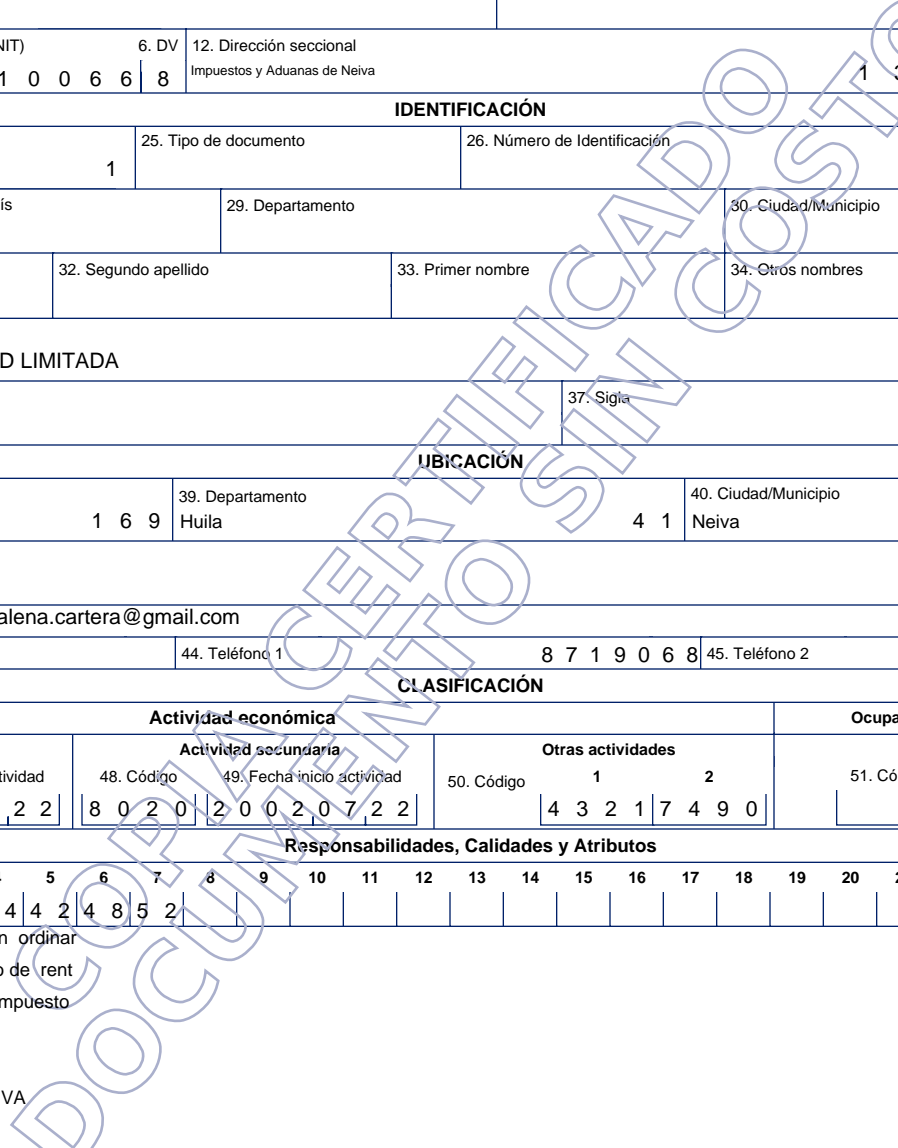 NIT) 6. DV 12. Dirección seccional
1 0 0 6 6 8 Impuestos y Aduanas de Neiva 1 3
IDENTIFICACIÓN
25. Tipo de documento 26. Número de Identificación
1
ís 29. Departamento 30. Ciudad/Municipio
32. Segundo apellido 33. Primer nombre 34. Otros nombres
D LIMITADA
37. Sigla
UBICACIÓN
39. Departamento 40. Ciudad/Municipio
1 6 9 Huila 4 1 Neiva
alena.cartera@gmail.com
44. Teléfono 1 8 7 1 9 0 6 8 45. Teléfono 2
CLASIFICACIÓN
Actividad económica Ocupa
Actividad secundaria Otras actividades
tividad 48. Código 49. Fecha inicio actividad 50. Código 1 2 51. Có
2 2 8 0 2 0 2 0 0 2 0 7 2 2 4 3 2 1 7 4 9 0
Responsabilidades, Calidades y Atributos
5 6 7 8 9 10 11 12 13 14 15 16 17 18 19 20 2
4 4 2 4 8 5 2
n ordinar
o de rent
mpuesto
VA
COPIA CERTIFICADO
DOCUMENTO SIN COSTO